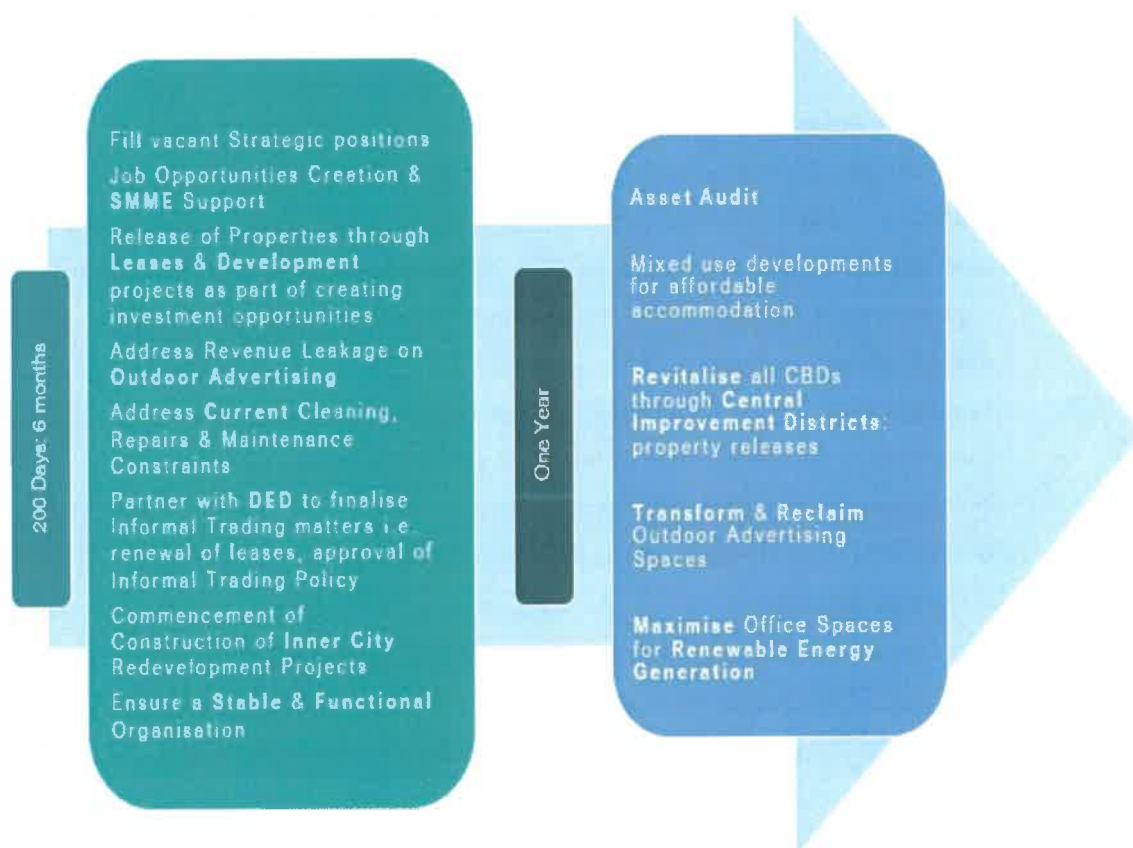 200 Days: 6 months
Fill vacant Strategic positions
Job Opportunities Creation &
SMME Support
Release of Properties through
Leases & Development
projects as part of creating
investment opportunities
Address Revenue Leakage on
Outdoor Advertising
Address Current Cleaning,
Repairs & Maintenance
Constraints
Partner with DED to finalise
Informal Trading matters i.e.
renewal of leases, approval of
Informal Trading Policy
Commencement of
Construction of Inner City
Redevelopment Projects
Ensure a Stable & Functional
Organisation
One Year
Asset Audit
Mixed use developments
for affordable
accommodation
Revitalise all CBDs
through Central
Improvement Districts:
property releases
Transform & Reclaim
Outdoor Advertising
Spaces
Maximise Office Spaces
for Renewable Energy
Generation